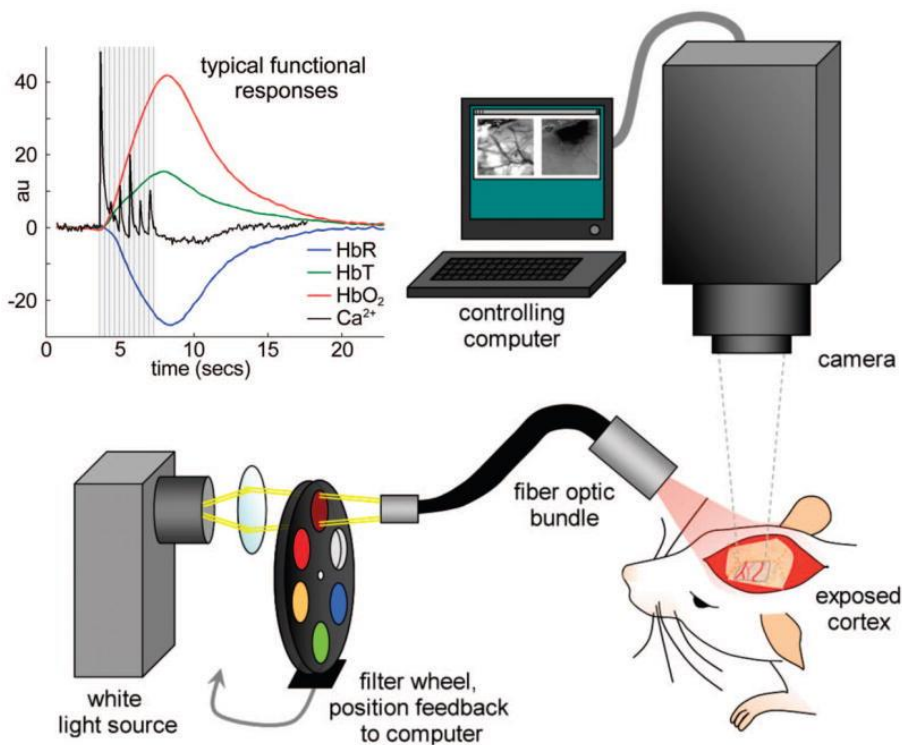 typical functional
responses
40
20
0
-20
au
HbR
HbT
HbO₂
Ca²⁺
0
5
10
15
20
time (secs)
controlling
computer
camera
fiber optic
bundle
exposed
cortex
white
light source
filter wheel,
position feedback
to computer